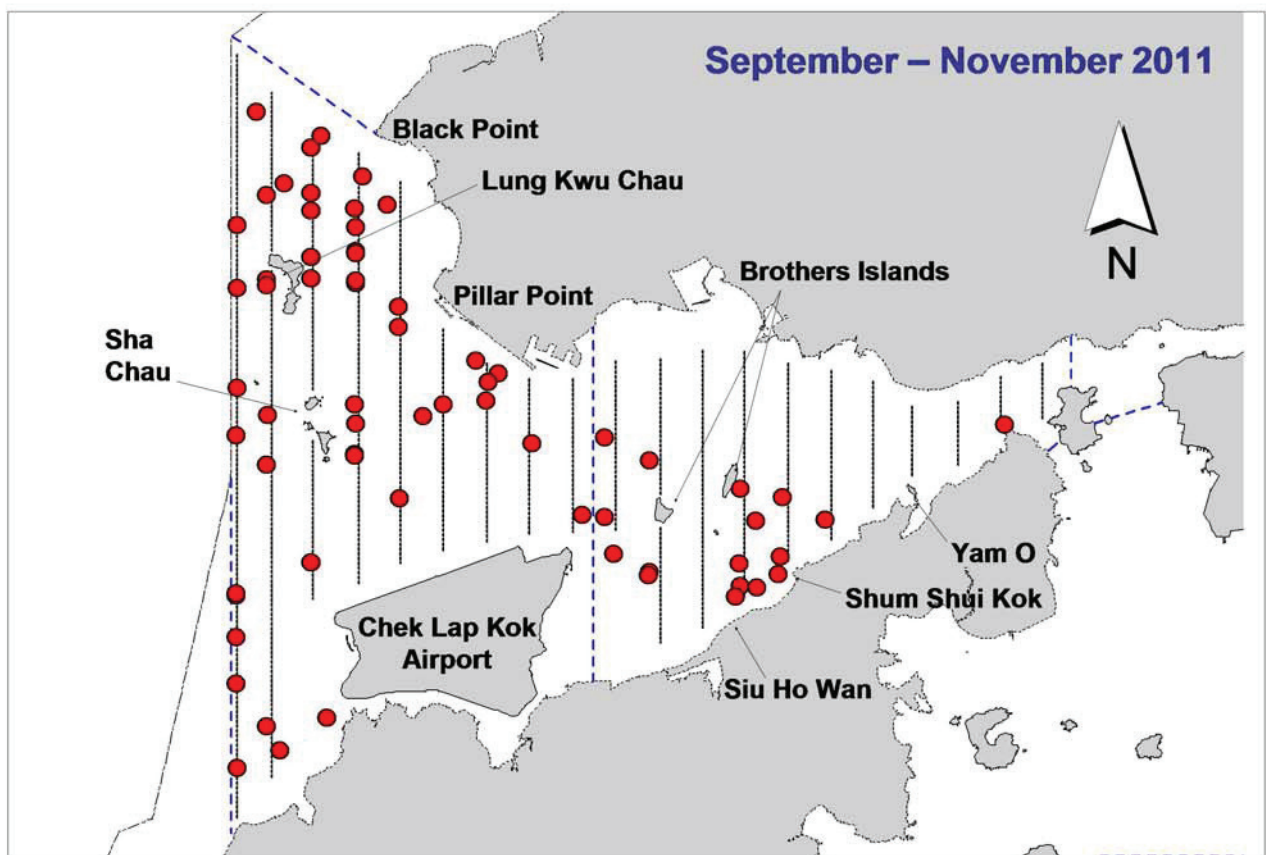 September – November 2011
Black Point
Lung Kwu Chau
Brothers Islands
N
Pillar Point
Sha
Chau
Yam O
Shum Shui Kok
Chek Lap Kok
Airport
Siu Ho Wan